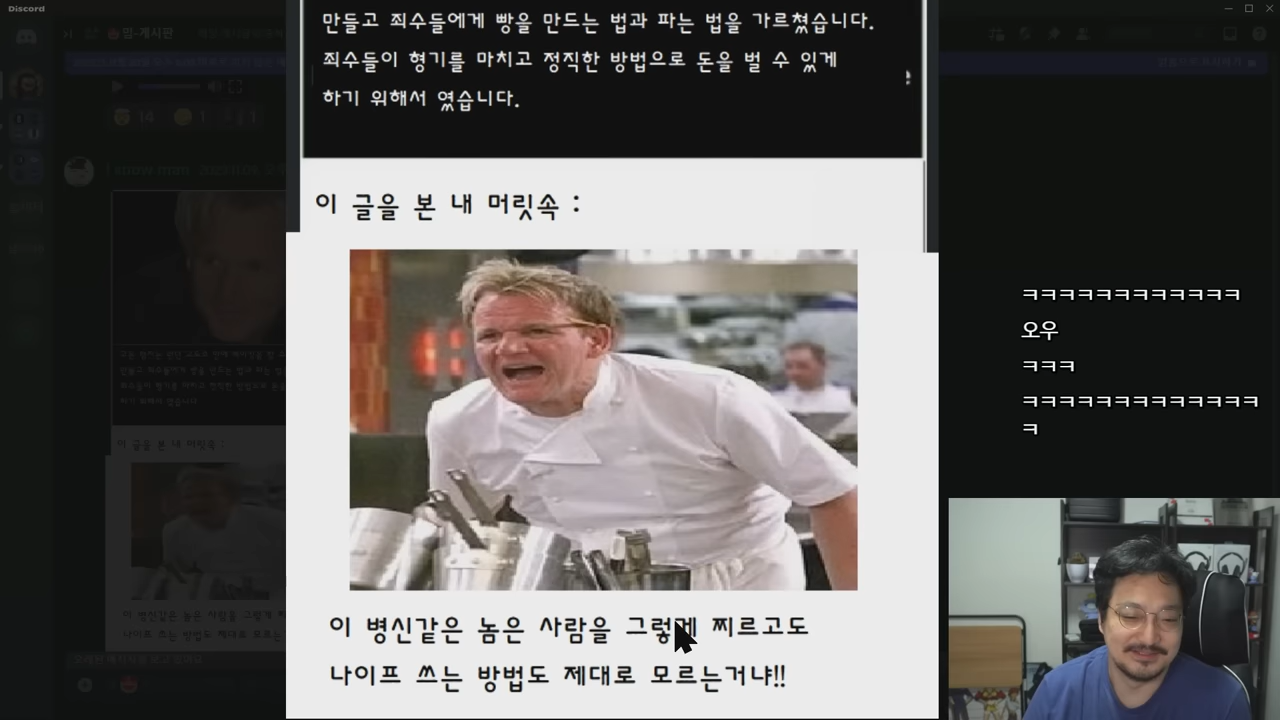 Discord
만들고 죄수들에게 빵을 만드는 법과 파는 법을 가르쳤습니다.
죄수들이 형기를 마치고 정직한 방법으로 돈을 벌 수 있게
하기 위해서 였습니다.
이 글을 본 내 머릿속 :
이 병신같은 놈은 사람을 그렇게 찌르고도
나이프 쓰는 방법도 제대로 모르는거냐!!
ㅋㅋㅋㅋㅋㅋㅋㅋㅋㅋㅋㅋ
오우
ㅋㅋㅋ
ㅋㅋㅋㅋㅋㅋㅋㅋㅋㅋㅋㅋㅋ
ㅋ